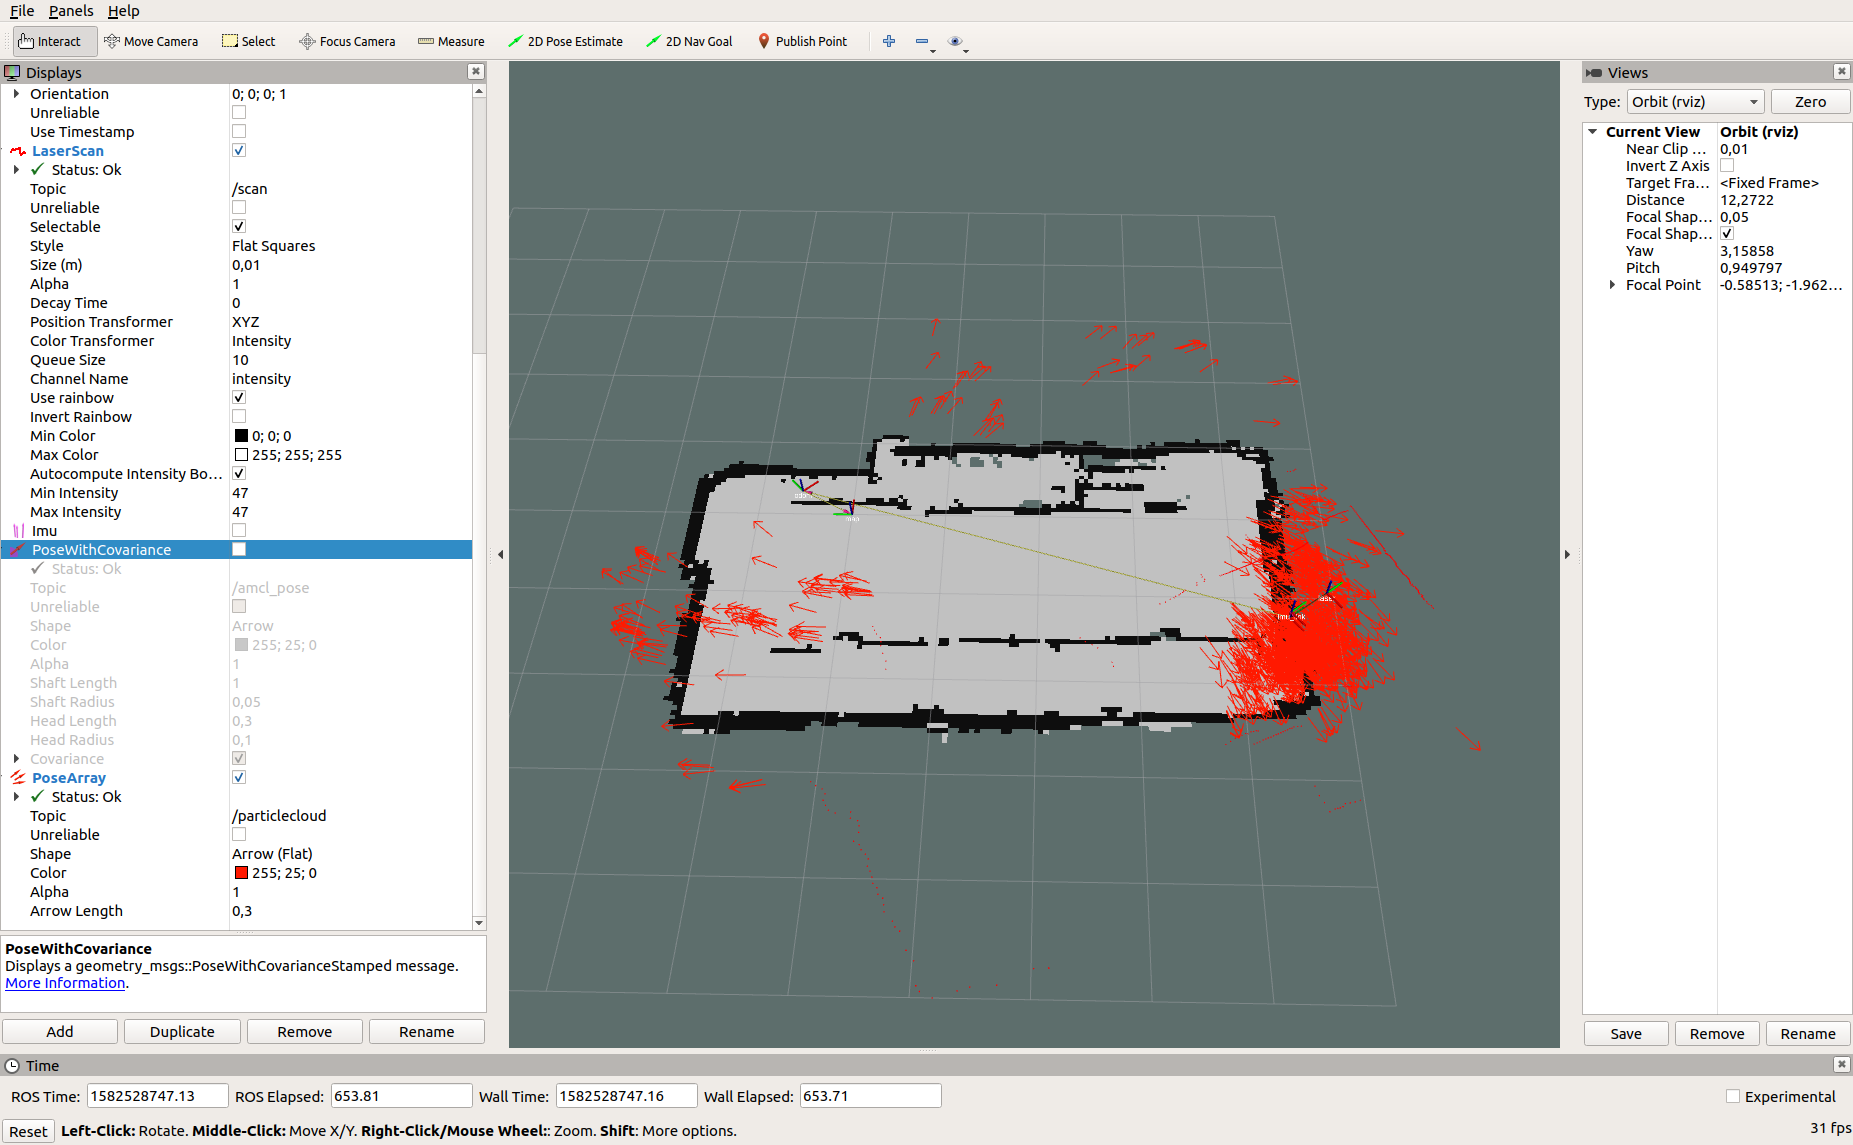 File Panels Help
Interact Move Camera Select Focus Camera Measure 2D Pose Estimate 2D Nav Goal Publish Point
Displays
Orientation 0; 0; 0; 1
Unreliable
Use Timestamp
LaserScan
Status: Ok
Topic /scan
Unreliable
Selectable
Style Flat Squares
Size (m) 0,01
Alpha 1
Decay Time 0
Position Transformer XYZ
Color Transformer Intensity
Queue Size 10
Channel Name intensity
Use rainbow
Invert Rainbow
Min Color 0; 0; 0
Max Color 255; 255; 255
Autocompute Intensity Bo...
Min Intensity 47
Max Intensity 47
Imu
PoseWithCovariance
Status: Ok
Topic /amcl_pose
Unreliable
Shape Arrow
Color 255; 25; 0
Alpha 1
Shaft Length 1
Shaft Radius 0,05
Head Length 0,3
Head Radius 0,1
Covariance
PoseArray
Status: Ok
Topic /particlecloud
Unreliable
Shape Arrow (Flat)
Color 255; 25; 0
Alpha 1
Arrow Length 0,3
PoseWithCovariance
Displays a geometry_msgs::PoseWithCovarianceStamped message.
More Information.
Add Duplicate Remove Rename
map
Views
Type: Orbit (rviz) Zero
Current View Orbit (rviz)
Near Clip ... 0,01
Invert Z Axis
Target Fra... <Fixed Frame>
Distance 12,2722
Focal Shap... 0,05
Focal Shap...
Yaw 3,15858
Pitch 0,949797
Focal Point -0.58513; -1.962...
Save Remove Rename
Time
ROS Time: 1582528747.13 ROS Elapsed: 653.81 Wall Time: 1582528747.16 Wall Elapsed: 653.71 Experimental
Reset Left-Click: Rotate. Middle-Click: Move X/Y. Right-Click/Mouse Wheel:: Zoom. Shift: More options. 31 fps